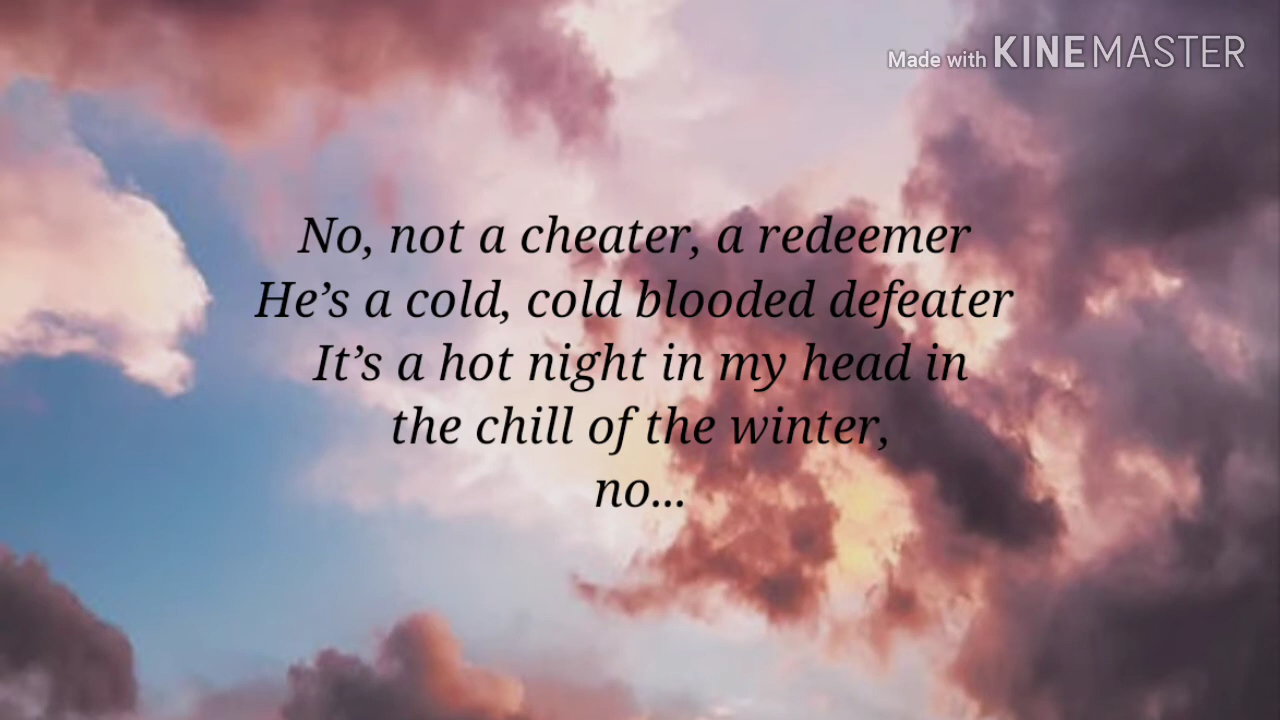 Made with KINEMASTER
No, not a cheater, a redeemer
He’s a cold, cold blooded defeater
It’s a hot night in my head in
the chill of the winter,
no...